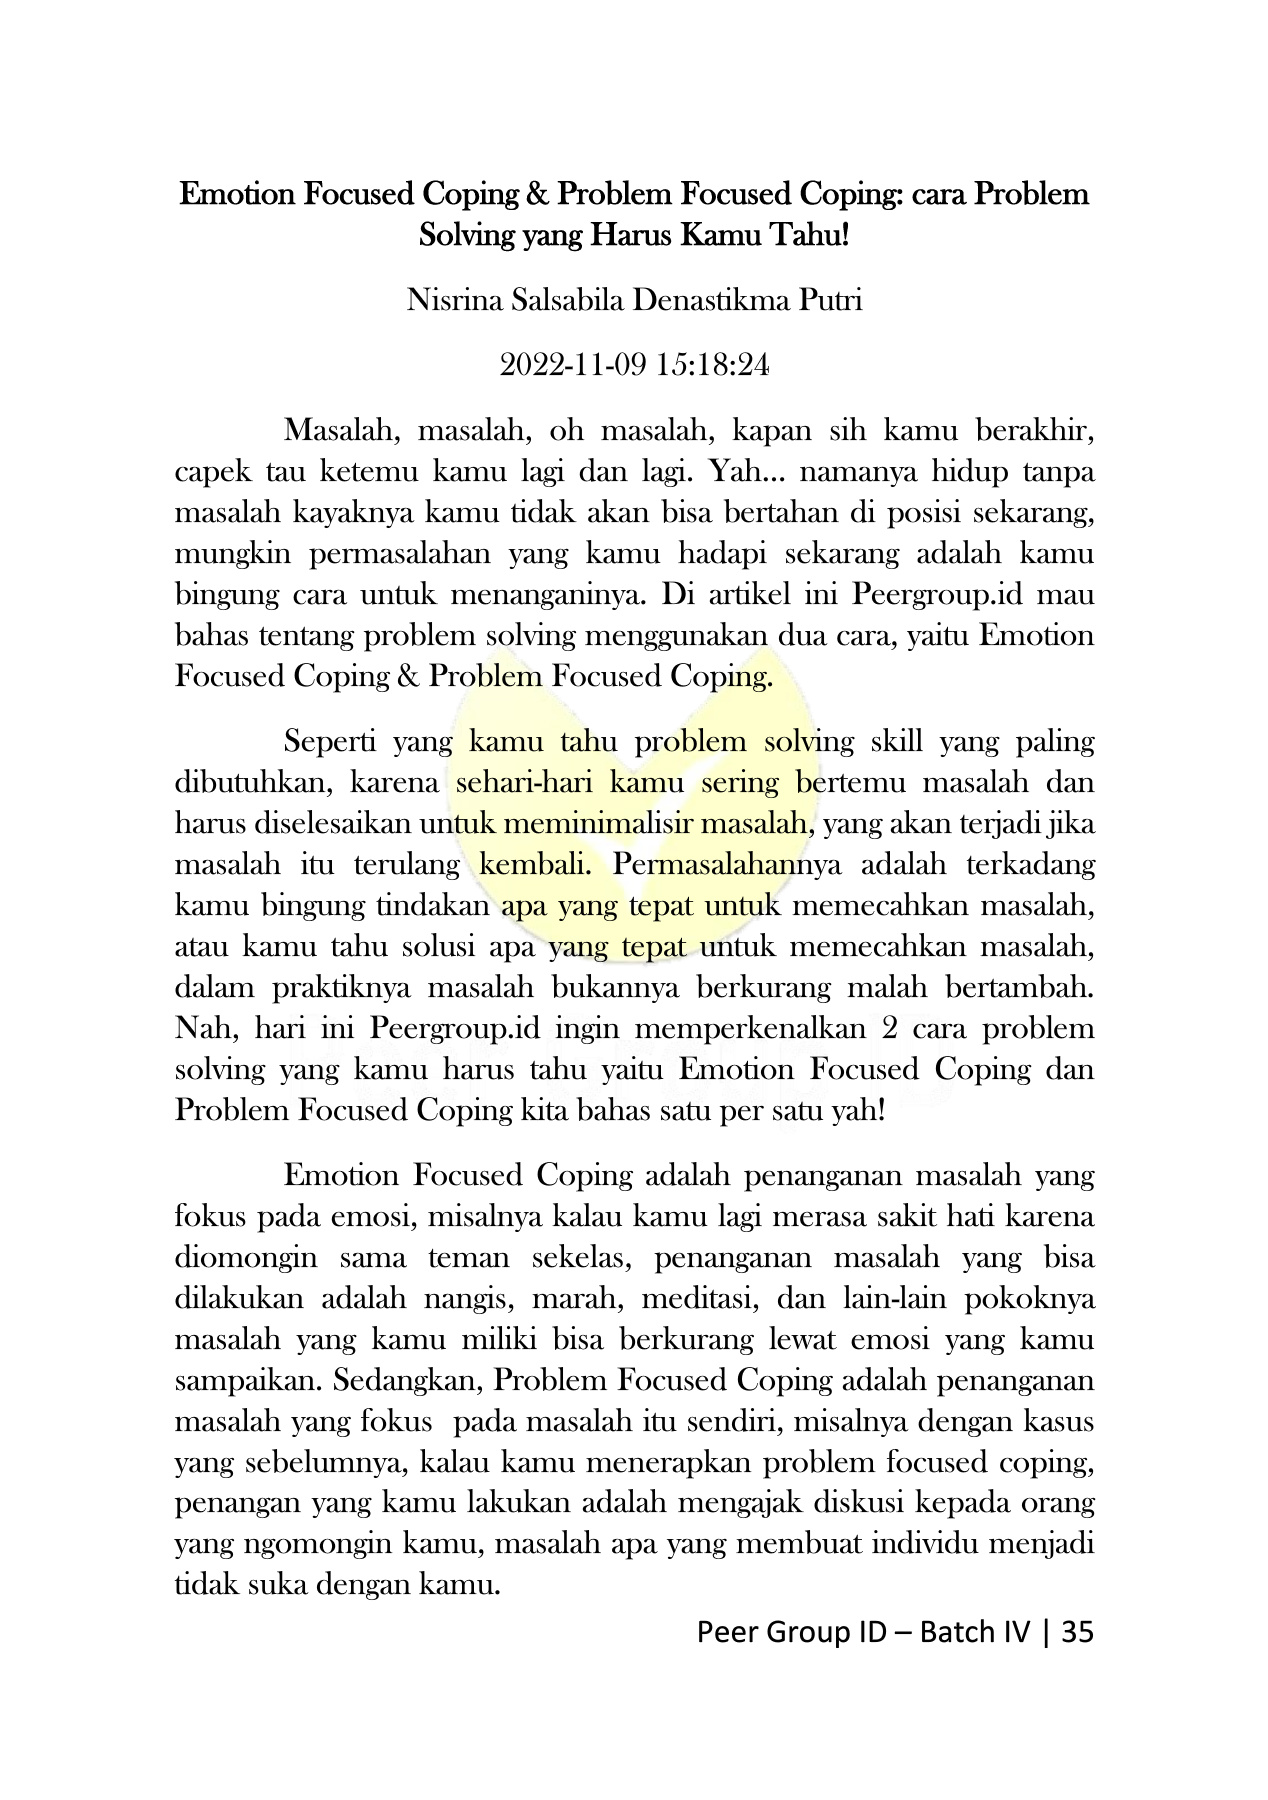 Emotion Focused Coping & Problem Focused Coping: cara Problem
Solving yang Harus Kamu Tahu!
Nisrina Salsabila Denastikma Putri
2022-11-09 15:18:24
Masalah, masalah, oh masalah, kapan sih kamu berakhir,
capek tau ketemu kamu lagi dan lagi. Yah... namanya hidup tanpa
masalah kayaknya kamu tidak akan bisa bertahan di posisi sekarang,
mungkin permasalahan yang kamu hadapi sekarang adalah kamu
bingung cara untuk menanganinya. Di artikel ini Peergroup.id mau
bahas tentang problem solving menggunakan dua cara, yaitu Emotion
Focused Coping & Problem Focused Coping.
Seperti yang kamu tahu problem solving skill yang paling
dibutuhkan, karena sehari-hari kamu sering bertemu masalah dan
harus diselesaikan untuk meminimalisir masalah, yang akan terjadi jika
masalah itu terulang kembali. Permasalahannya adalah terkadang
kamu bingung tindakan apa yang tepat untuk memecahkan masalah,
atau kamu tahu solusi apa yang tepat untuk memecahkan masalah,
dalam praktiknya masalah bukannya berkurang malah bertambah.
Nah, hari ini Peergroup.id ingin memperkenalkan 2 cara problem
solving yang kamu harus tahu yaitu Emotion Focused Coping dan
Problem Focused Coping kita bahas satu per satu yah!
Emotion Focused Coping adalah penanganan masalah yang
fokus pada emosi, misalnya kalau kamu lagi merasa sakit hati karena
diomongin sama teman sekelas, penanganan masalah yang bisa
dilakukan adalah nangis, marah, meditasi, dan lain-lain pokoknya
masalah yang kamu miliki bisa berkurang lewat emosi yang kamu
sampaikan. Sedangkan, Problem Focused Coping adalah penanganan
masalah yang fokus  pada masalah itu sendiri, misalnya dengan kasus
yang sebelumnya, kalau kamu menerapkan problem focused coping,
penangan yang kamu lakukan adalah mengajak diskusi kepada orang
yang ngomongin kamu, masalah apa yang membuat individu menjadi
tidak suka dengan kamu.
Peer Group ID – Batch IV | 35